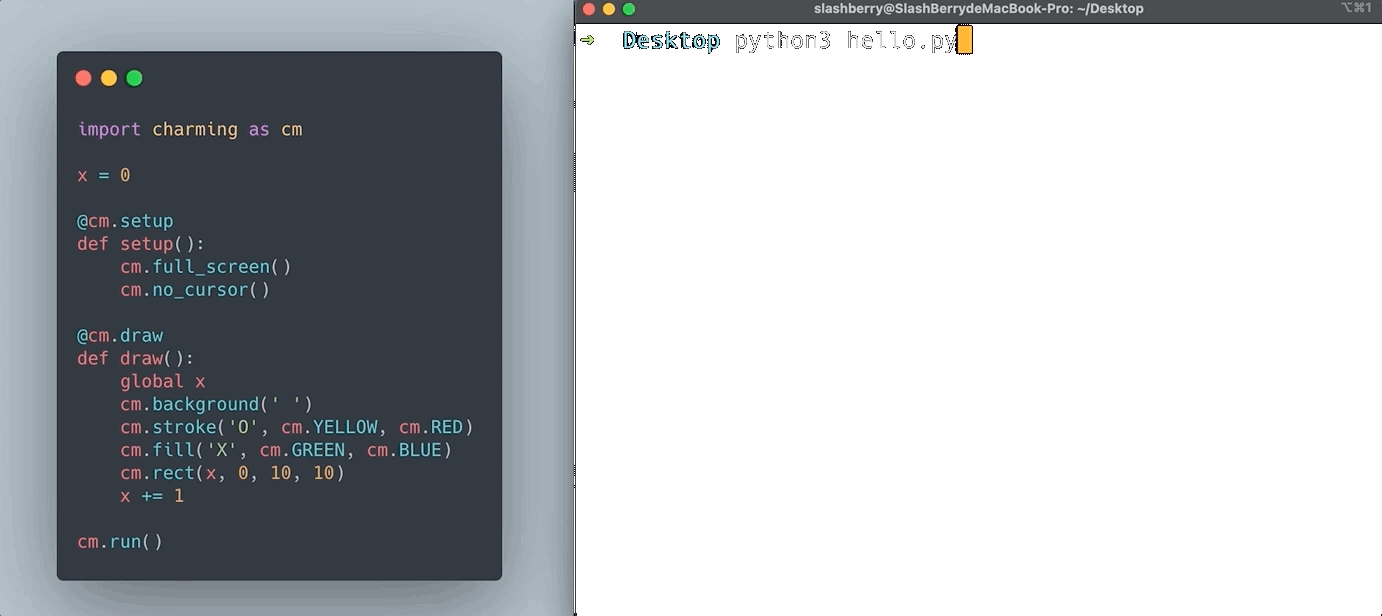 import charming as cm
x = 0
@cm.setup
def setup():
    cm.full_screen()
    cm.no_cursor()
@cm.draw
def draw():
    global x
    cm.background(' ')
    cm.stroke('O', cm.YELLOW, cm.RED)
    cm.fill('X', cm.GREEN, cm.BLUE)
    cm.rect(x, 0, 10, 10)
    x += 1
cm.run()
slashberry@SlashBerrydeMacBook-Pro: ~/Desktop
⌥⌘1
➜ Desktop python3 hello.py